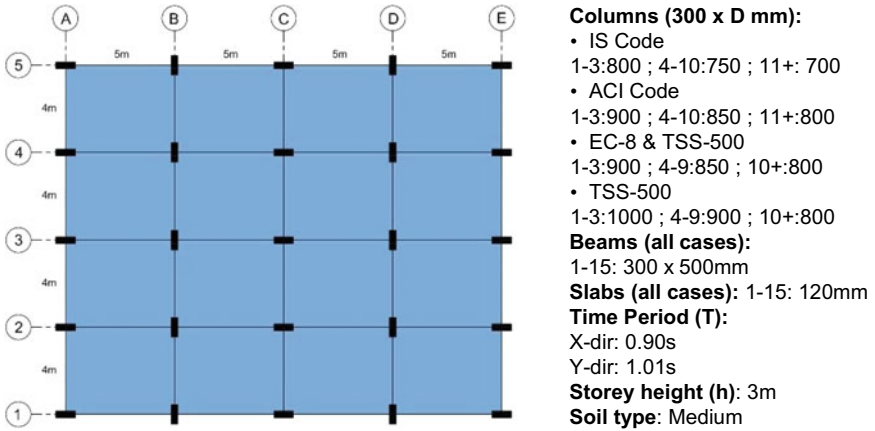 A B C D E
5m 5m 5m 5m
5
4m
4
4m
3
4m
2
4m
1
Columns (300 x D mm):
• IS Code
1-3:800 ; 4-10:750 ; 11+: 700
• ACI Code
1-3:900 ; 4-10:850 ; 11+:800
• EC-8 & TSS-500
1-3:900 ; 4-9:850 ; 10+:800
• TSS-500
1-3:1000 ; 4-9:900 ; 10+:800
Beams (all cases):
1-15: 300 x 500mm
Slabs (all cases): 1-15: 120mm
Time Period (T):
X-dir: 0.90s
Y-dir: 1.01s
Storey height (h): 3m
Soil type: Medium